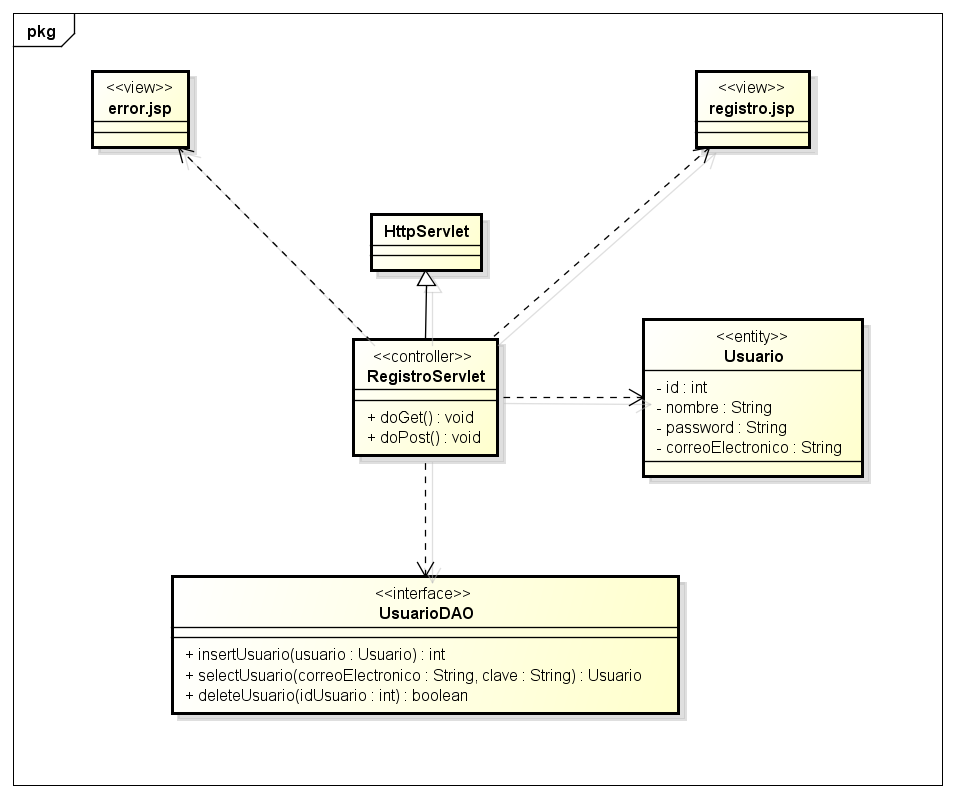 pkg
<<view>>
error.jsp
<<view>>
registro.jsp
HttpServlet
<<controller>>
RegistroServlet
+ doGet() : void
+ doPost() : void
<<entity>>
Usuario
- id : int
- nombre : String
- password : String
- correoElectronico : String
<<interface>>
UsuarioDAO
+ insertUsuario(usuario : Usuario) : int
+ selectUsuario(correoElectronico : String, clave : String) : Usuario
+ deleteUsuario(idUsuario : int) : boolean